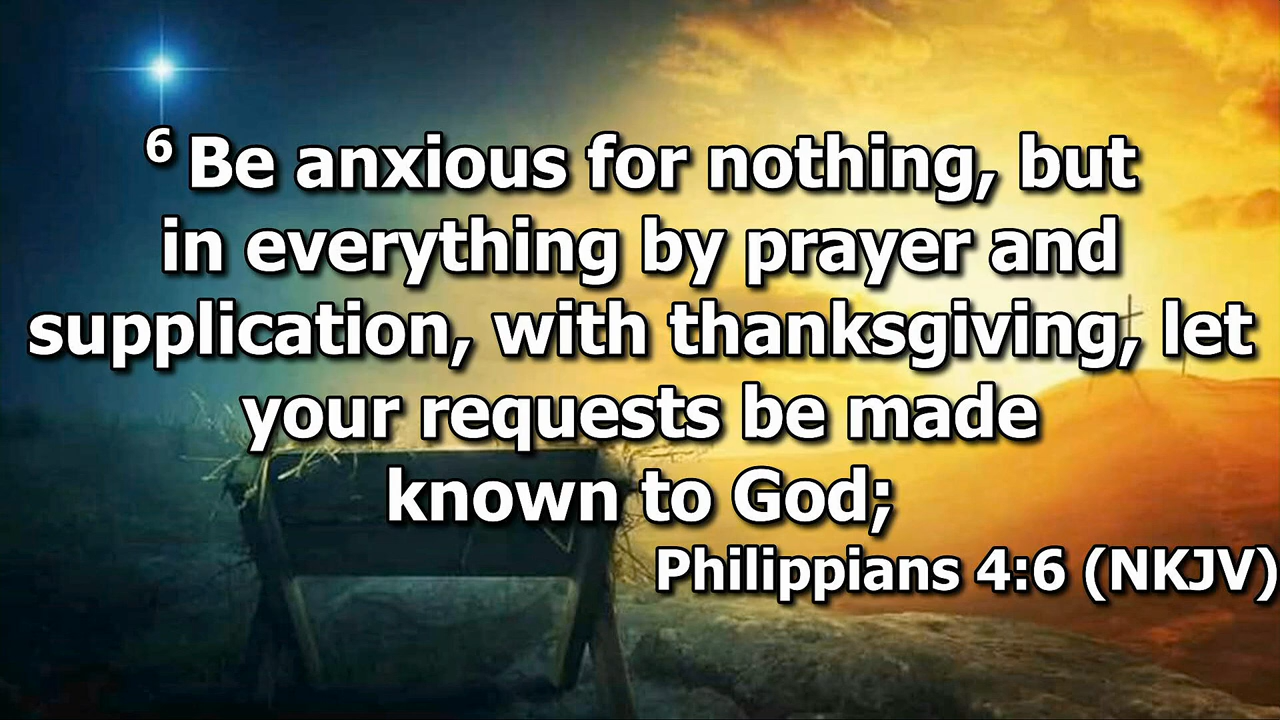 6 Be anxious for nothing, but
in everything by prayer and
supplication, with thanksgiving, let
your requests be made
known to God;
Philippians 4:6 (NKJV)